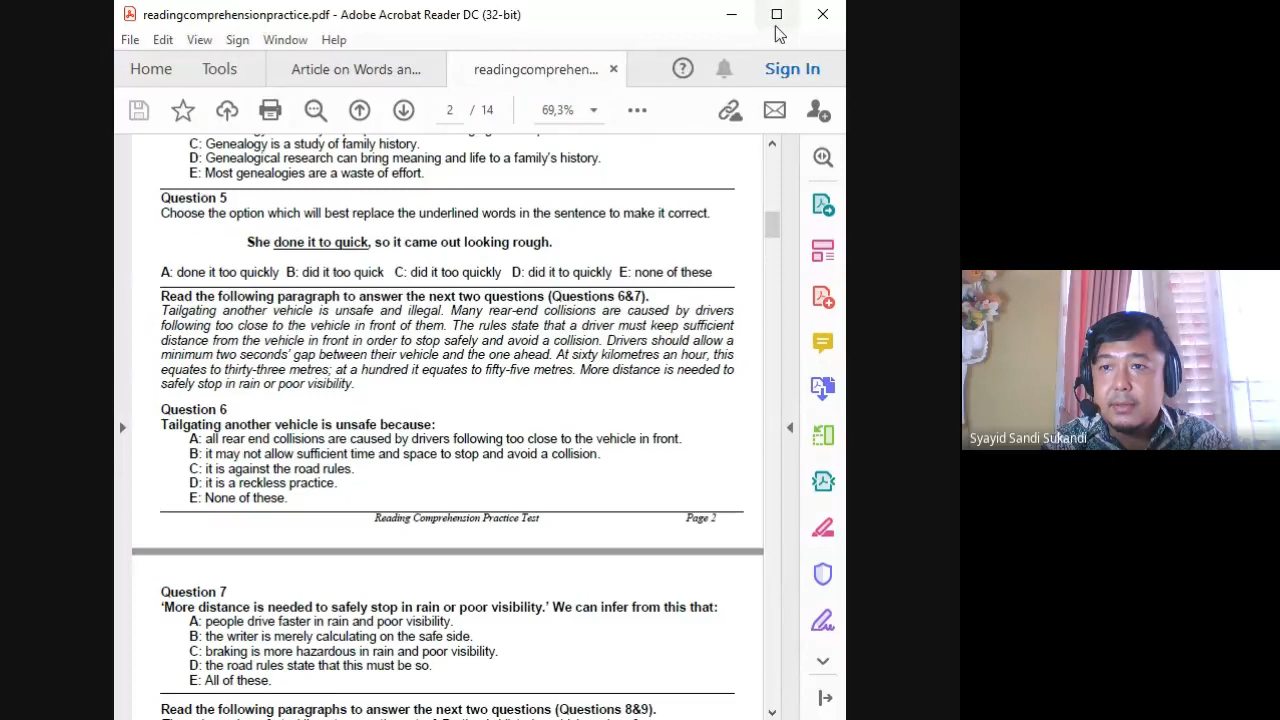 readingcomprehensionpractice.pdf - Adobe Acrobat Reader DC (32-bit)
File Edit View Sign Window Help
Home Tools Article on Words an... readingcomprehen... Sign In
2 / 14 69,3%
C: Genealogy is a study of family history.
D: Genealogical research can bring meaning and life to a family's history.
E: Most genealogies are a waste of effort.
Question 5
Choose the option which will best replace the underlined words in the sentence to make it correct.
She done it to quick, so it came out looking rough.
A: done it too quickly B: did it too quick C: did it too quickly D: did it to quickly E: none of these
Read the following paragraph to answer the next two questions (Questions 6&7).
Tailgating another vehicle is unsafe and illegal. Many rear-end collisions are caused by drivers
following too close to the vehicle in front of them. The rules state that a driver must keep sufficient
distance from the vehicle in front in order to stop safely and avoid a collision. Drivers should allow a
minimum two seconds' gap between their vehicle and the one ahead. At sixty kilometres an hour, this
equates to thirty-three metres; at a hundred it equates to fifty-five metres. More distance is needed to
safely stop in rain or poor visibility.
Question 6
Tailgating another vehicle is unsafe because:
A: all rear end collisions are caused by drivers following too close to the vehicle in front.
B: it may not allow sufficient time and space to stop and avoid a collision.
C: it is against the road rules.
D: it is a reckless practice.
E: None of these.
Reading Comprehension Practice Test Page 2
Question 7
'More distance is needed to safely stop in rain or poor visibility.' We can infer from this that:
A: people drive faster in rain and poor visibility.
B: the writer is merely calculating on the safe side.
C: braking is more hazardous in rain and poor visibility.
D: the road rules state that this must be so.
E: All of these.
Read the following paragraphs to answer the next two questions (Questions 8&9).
Syayid Sandi Sukandi